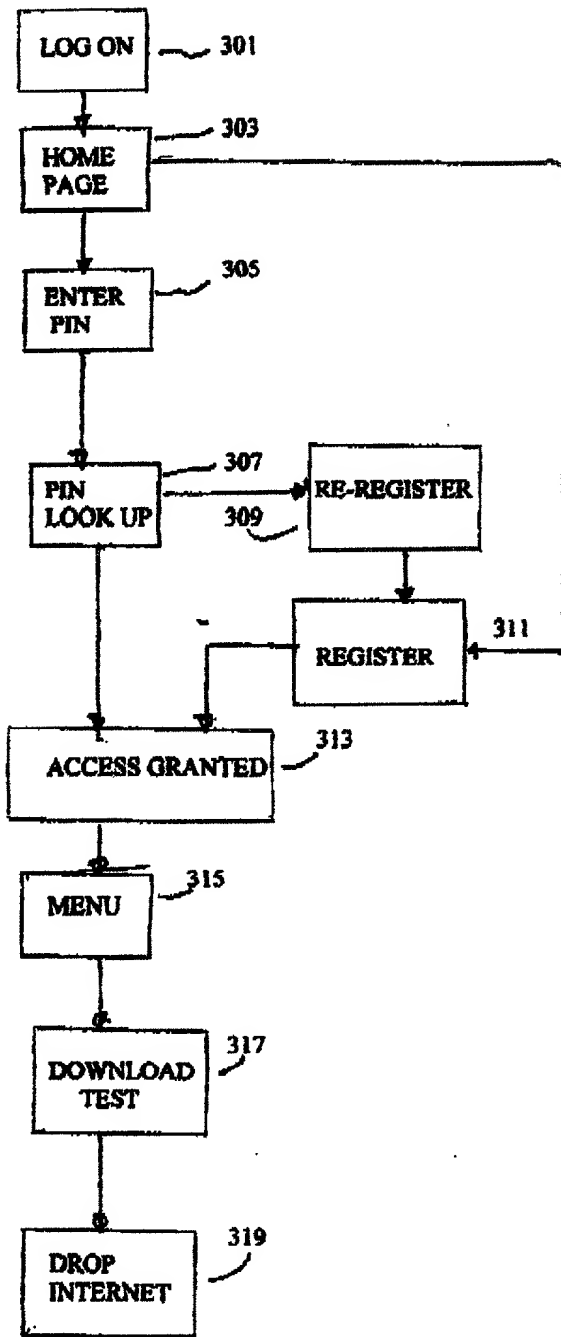 LOG ON
301
303
HOME
PAGE
305
ENTER
PIN
307
PIN
LOOK UP
RE-REGISTER
309
311
REGISTER
313
ACCESS GRANTED
315
MENU
317
DOWNLOAD
TEST
319
DROP
INTERNET